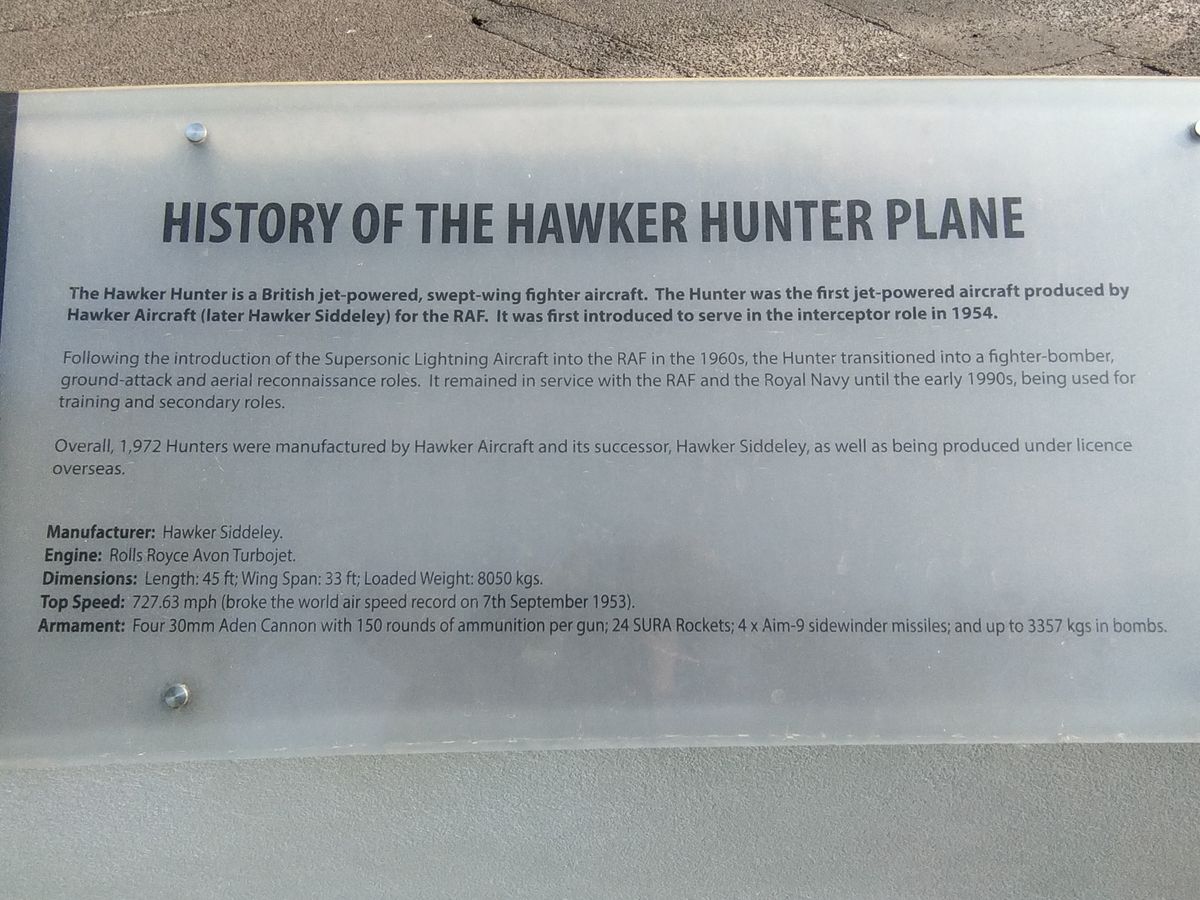 HISTORY OF THE HAWKER HUNTER PLANE
The Hawker Hunter is a British jet-powered, swept-wing fighter aircraft. The Hunter was the first jet-powered aircraft produced by
Hawker Aircraft (later Hawker Siddeley) for the RAF. It was first introduced to serve in the interceptor role in 1954.
Following the introduction of the Supersonic Lightning Aircraft into the RAF in the 1960s, the Hunter transitioned into a fighter-bomber,
ground-attack and aerial reconnaissance roles. It remained in service with the RAF and the Royal Navy until the early 1990s, being used for
training and secondary roles.
Overall, 1,972 Hunters were manufactured by Hawker Aircraft and its successor, Hawker Siddeley, as well as being produced under licence
overseas.
Manufacturer: Hawker Siddeley.
Engine: Rolls Royce Avon Turbojet.
Dimensions: Length: 45 ft; Wing Span: 33 ft; Loaded Weight: 8050 kgs.
Top Speed: 727.63 mph (broke the world air speed record on 7th September 1953).
Armament: Four 30mm Aden Cannon with 150 rounds of ammunition per gun; 24 SURA Rockets; 4 x Aim-9 sidewinder missiles; and up to 3357 kgs in bombs.